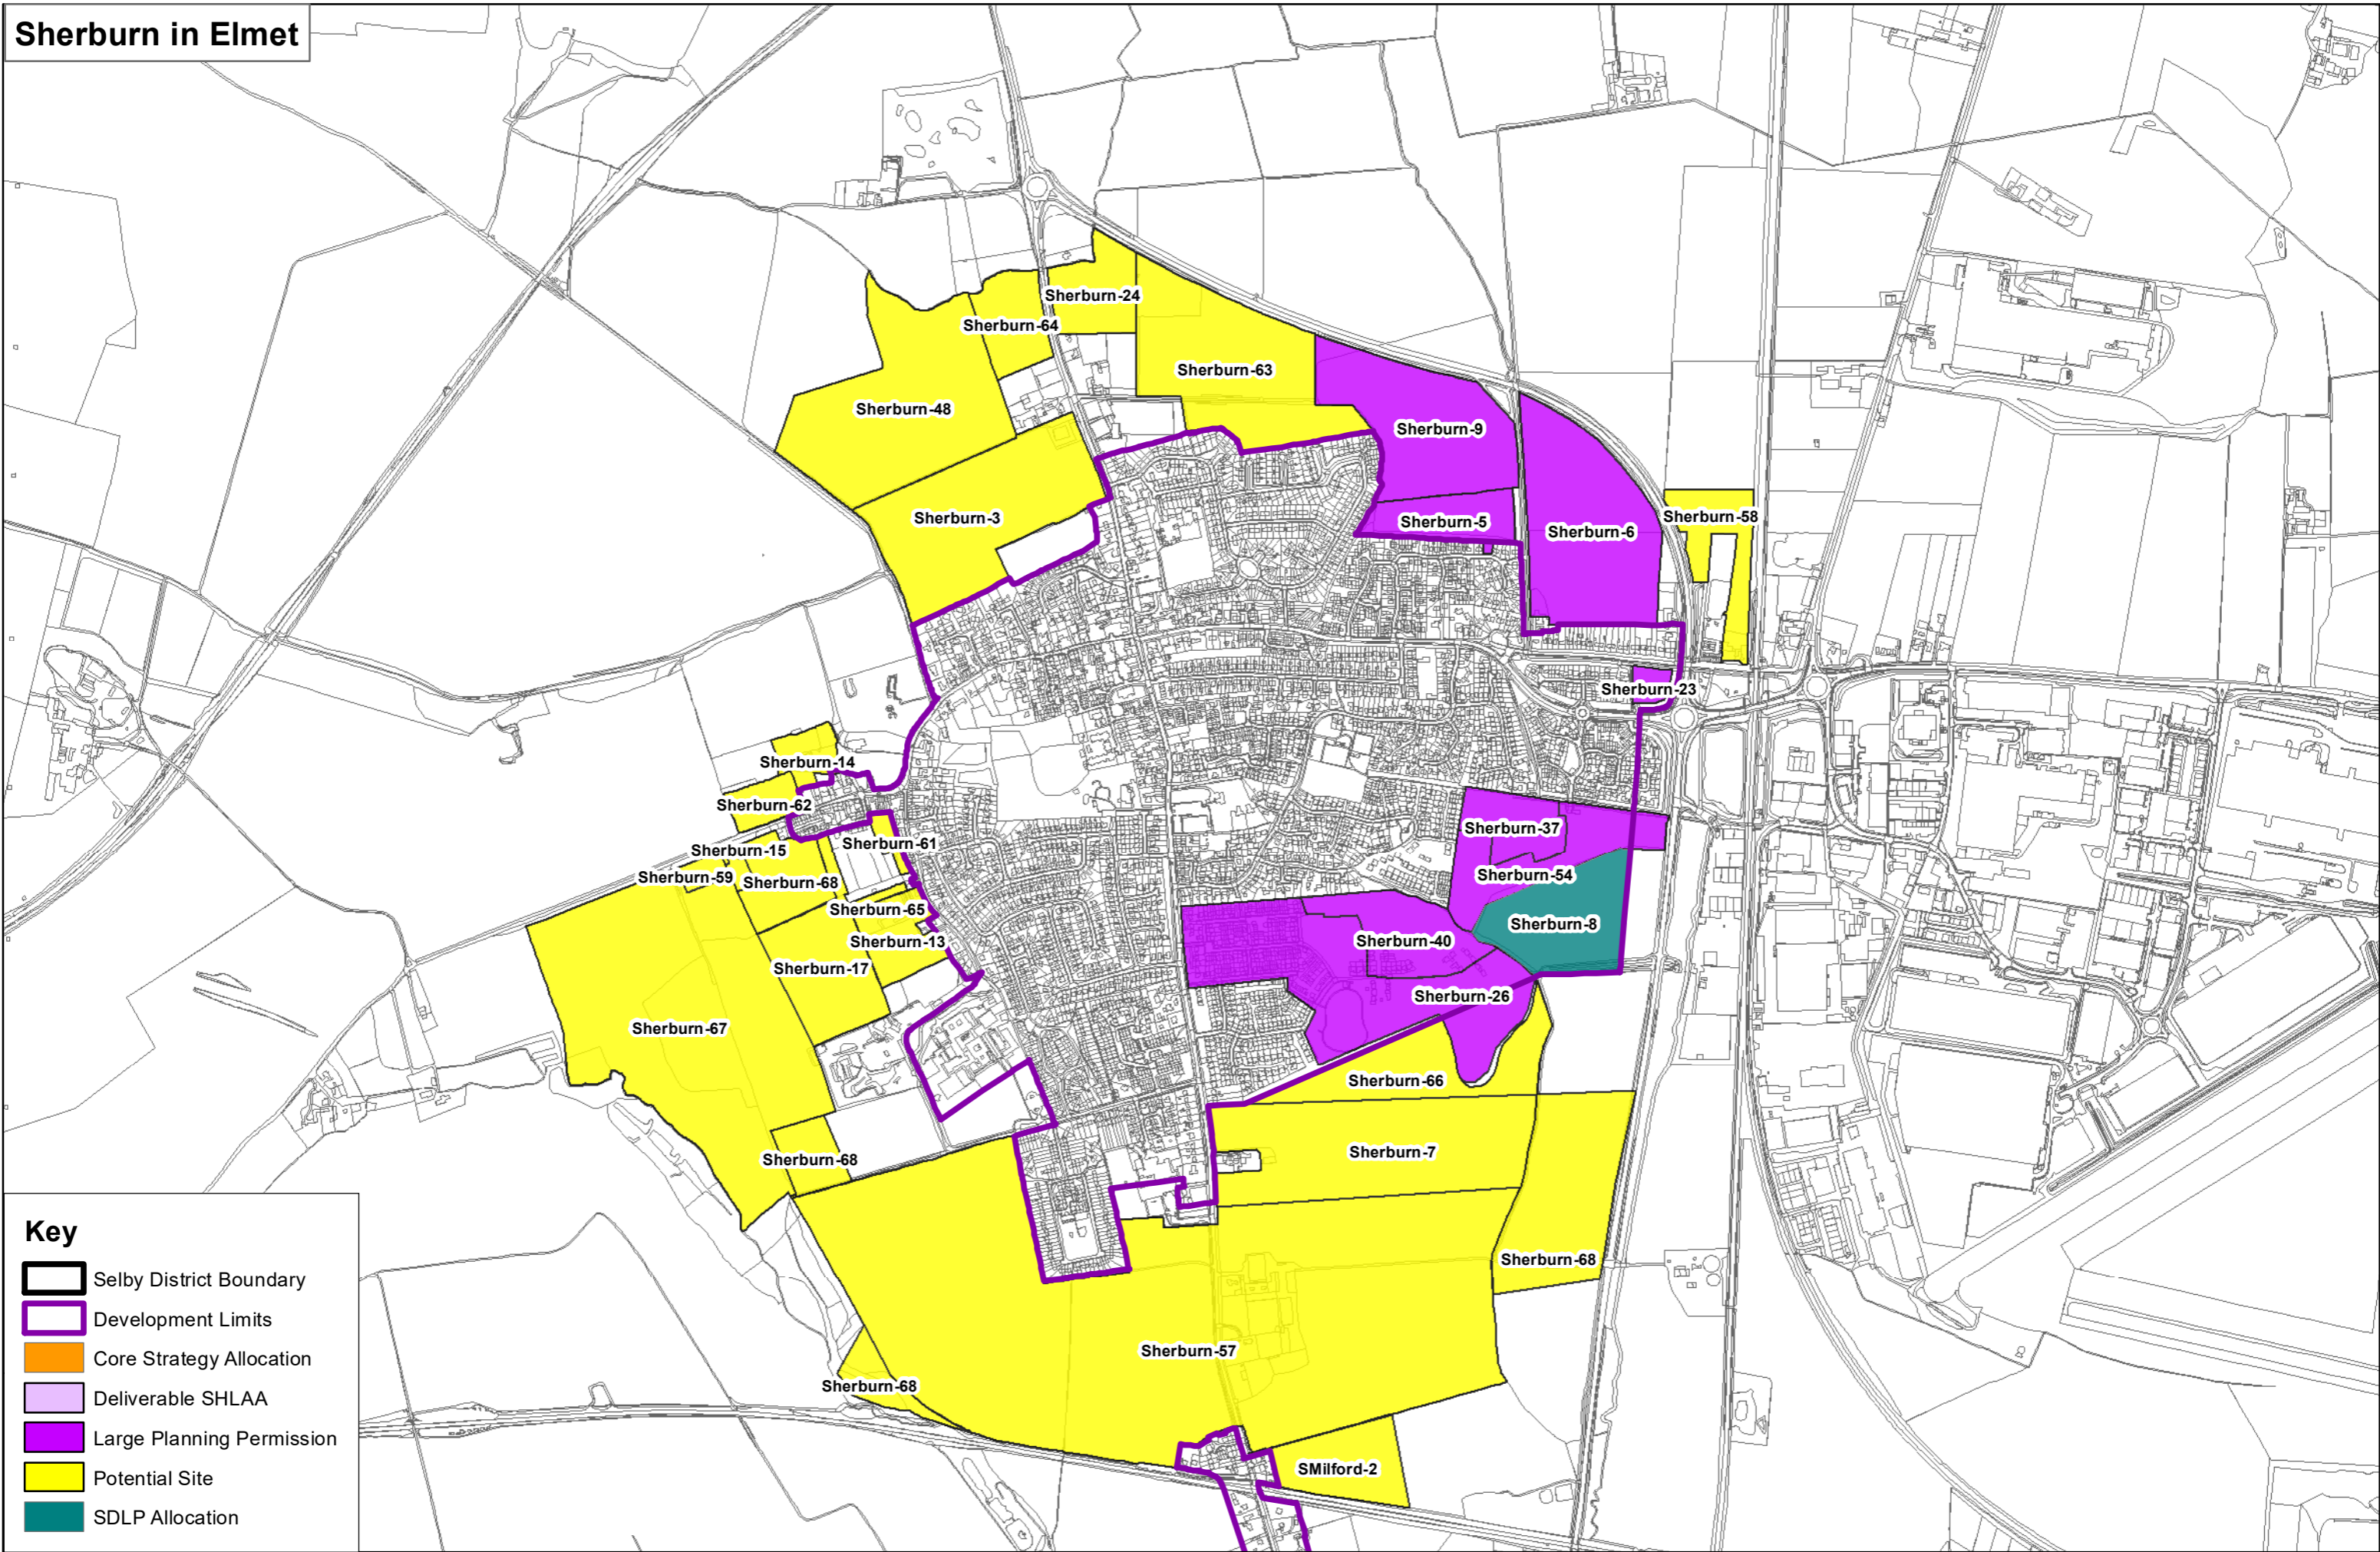 Sherburn in Elmet
Sherburn-24
Sherburn-64
Sherburn-63
Sherburn-48
Sherburn-9
Sherburn-3
Sherburn-5
Sherburn-6
Sherburn-58
Sherburn-23
Sherburn-14
Sherburn-62
Sherburn-61
Sherburn-15
Sherburn-59
Sherburn-68
Sherburn-65
Sherburn-13
Sherburn-17
Sherburn-37
Sherburn-54
Sherburn-8
Sherburn-40
Sherburn-26
Sherburn-67
Sherburn-66
Sherburn-7
Sherburn-68
Sherburn-68
Sherburn-57
Sherburn-68
SMilford-2
Key
Selby District Boundary
Development Limits
Core Strategy Allocation
Deliverable SHLAA
Large Planning Permission
Potential Site
SDLP Allocation